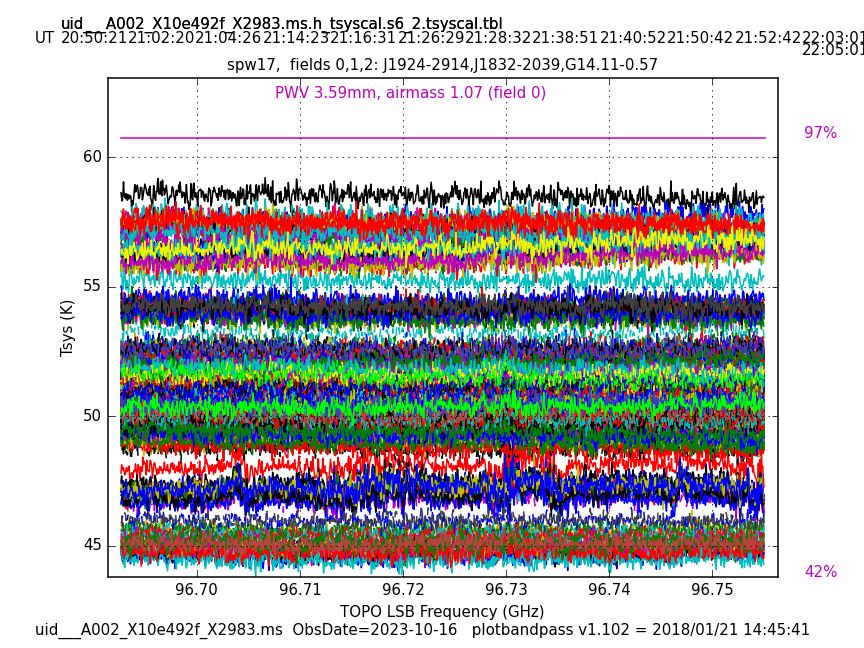 uid___A002_X10e492f_X2983.ms.h_tsyscal.s6_2.tsyscal.tbl
UT 20:50:21 21:02:20 21:04:26 21:14:23 21:16:31 21:26:29 21:28:32 21:38:51 21:40:52 21:50:42 21:52:42 22:03:01
22:05:01
spw17, fields 0,1,2: J1924-2914,J1832-2039,G14.11-0.57
PWV 3.59mm, airmass 1.07 (field 0)
97%
60
55
Tsys (K)
50
45
42%
96.70 96.71 96.72 96.73 96.74 96.75
TOPO LSB Frequency (GHz)
uid___A002_X10e492f_X2983.ms ObsDate=2023-10-16 plotbandpass v1.102 = 2018/01/21 14:45:41